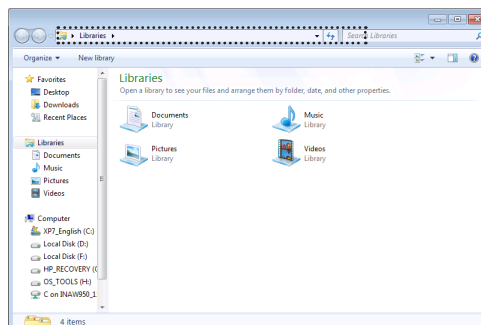 Libraries
Search Libraries
Organize
New library
Favorites
Desktop
Downloads
Recent Places
Libraries
Documents
Music
Pictures
Videos
Computer
XP7_English (C:)
Local Disk (D:)
Local Disk (F:)
HP_RECOVERY (G
OS_TOOLS (H:)
C on INAW950_1:
Libraries
Open a library to see your files and arrange them by folder, date, and other properties.
Documents
Library
Music
Library
Pictures
Library
Videos
Library
4 items